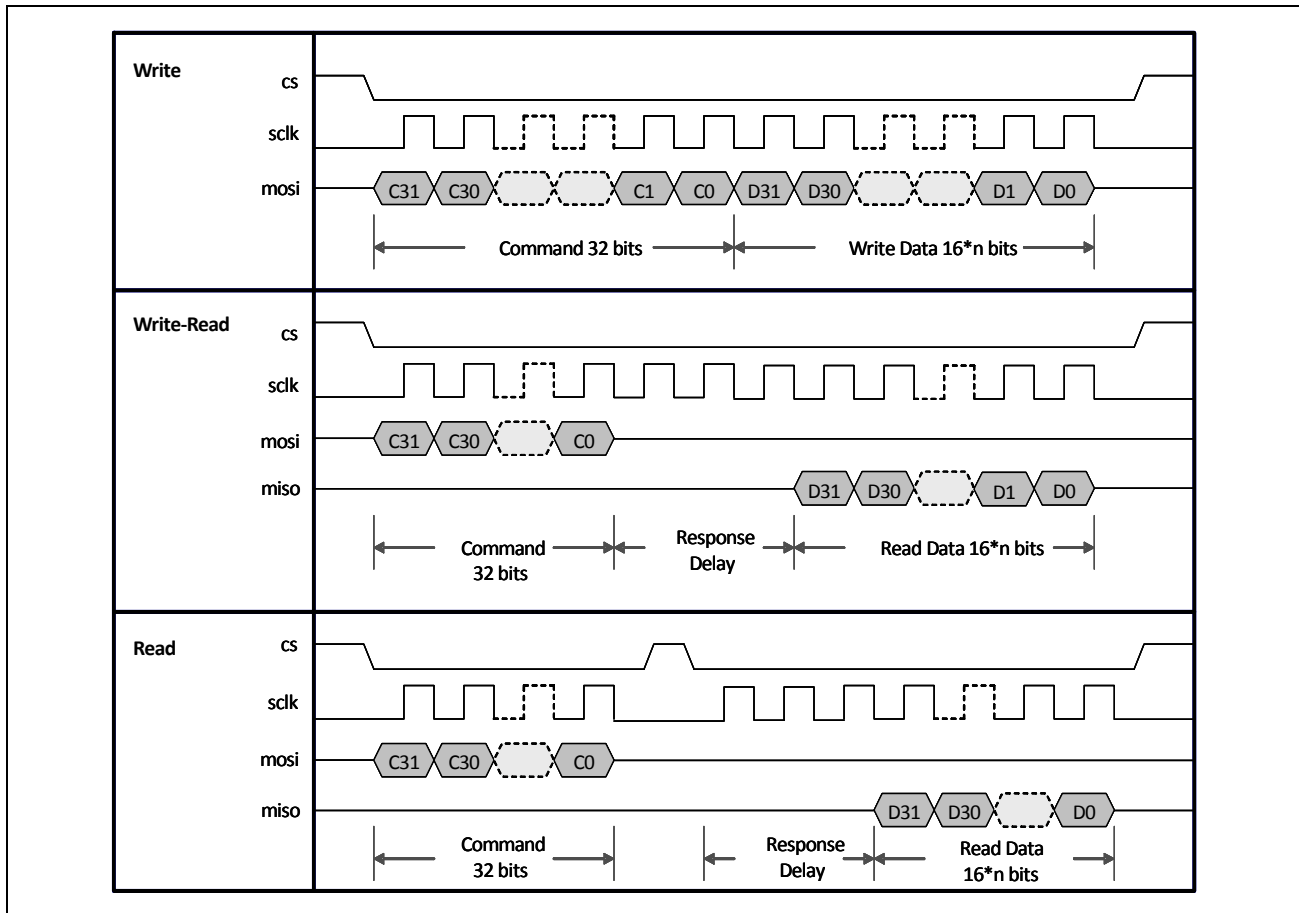 Write
cs
sclk
mosi C31 C30 C1 C0 D31 D30 D1 D0
Command 32 bits Write Data 16*n bits
Write-Read
cs
sclk
mosi C31 C30 C0
miso D31 D30 D1 D0
Command
32 bits
Response
Delay
Read Data 16*n bits
Read
cs
sclk
mosi C31 C30 C0
miso D31 D30 D0
Command
32 bits
Response
Delay
Read Data
16*n bits